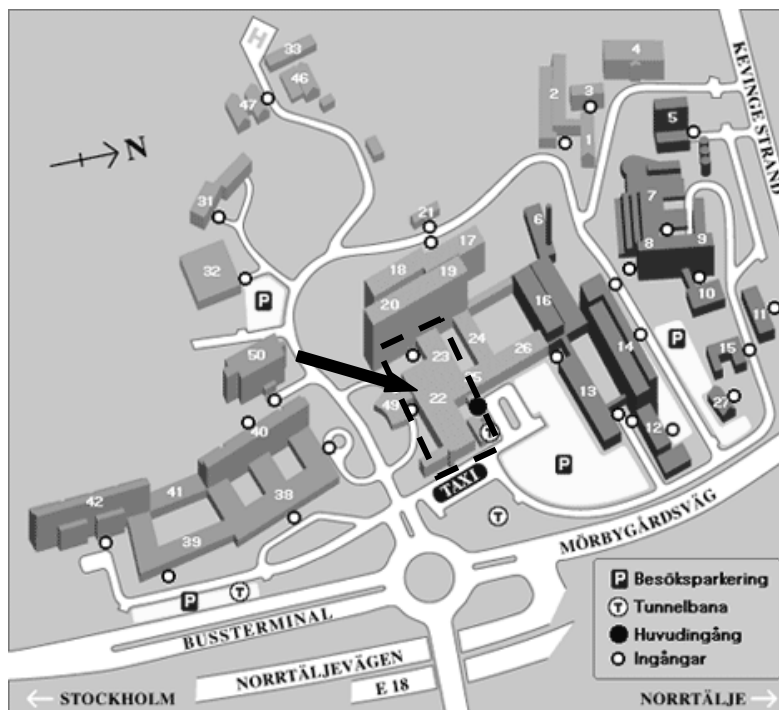 H
33
4
46
47
2
3
KEVINGE STRAND
1
5
N
31
7
21
6
17
8
9
32
18
19
10
P
20
16
11
24
14
P
50
23
26
15
25
13
49
22
27
40
T
12
P
TAXI
42
41
38
T
39
MÖRBYGÅRDSVÄG
P
T
BUSSTERMINAL
P Besöksparkering
T Tunnelbana
Huvudingång
Ingångar
NORRTÄLJEVÄGEN
E 18
← STOCKHOLM
NORRTÄLJE →